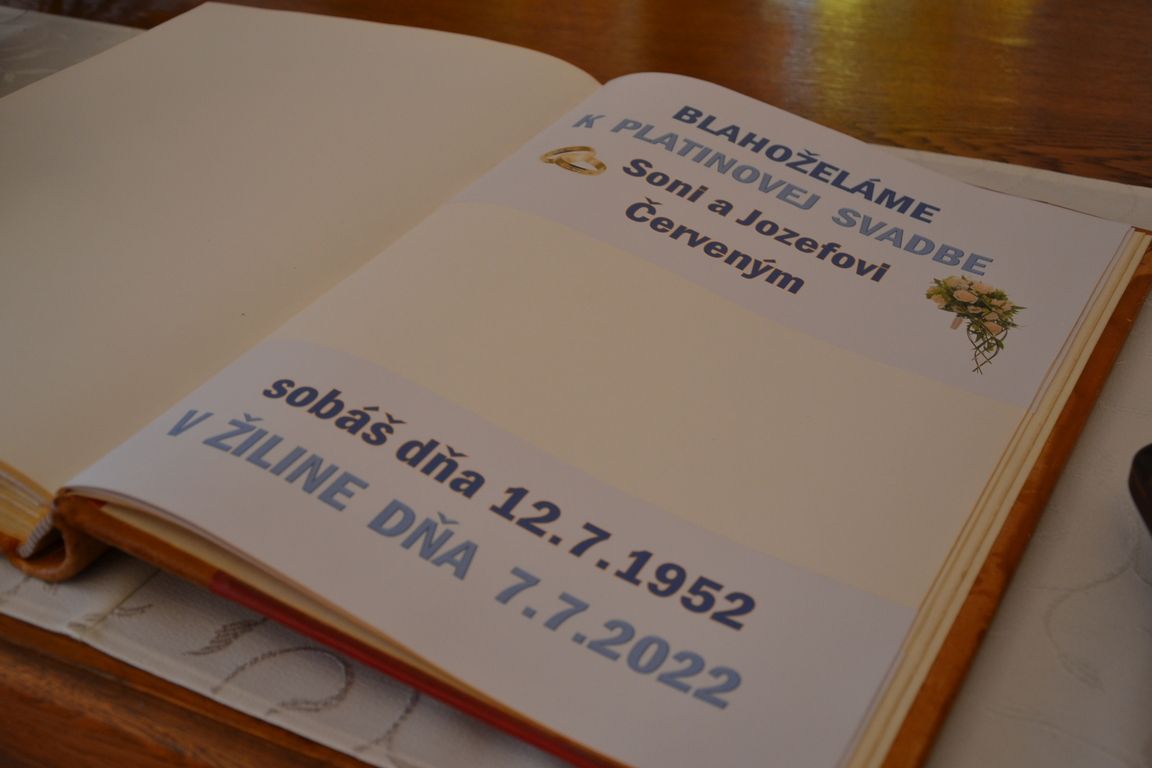 BLAHOŽELÁME
K PLATINOVEJ SVADBE
Soni a Jozefovi
Červeným
sobáš dňa 12.7.1952
V ŽILINE DŇA 7.7.2022